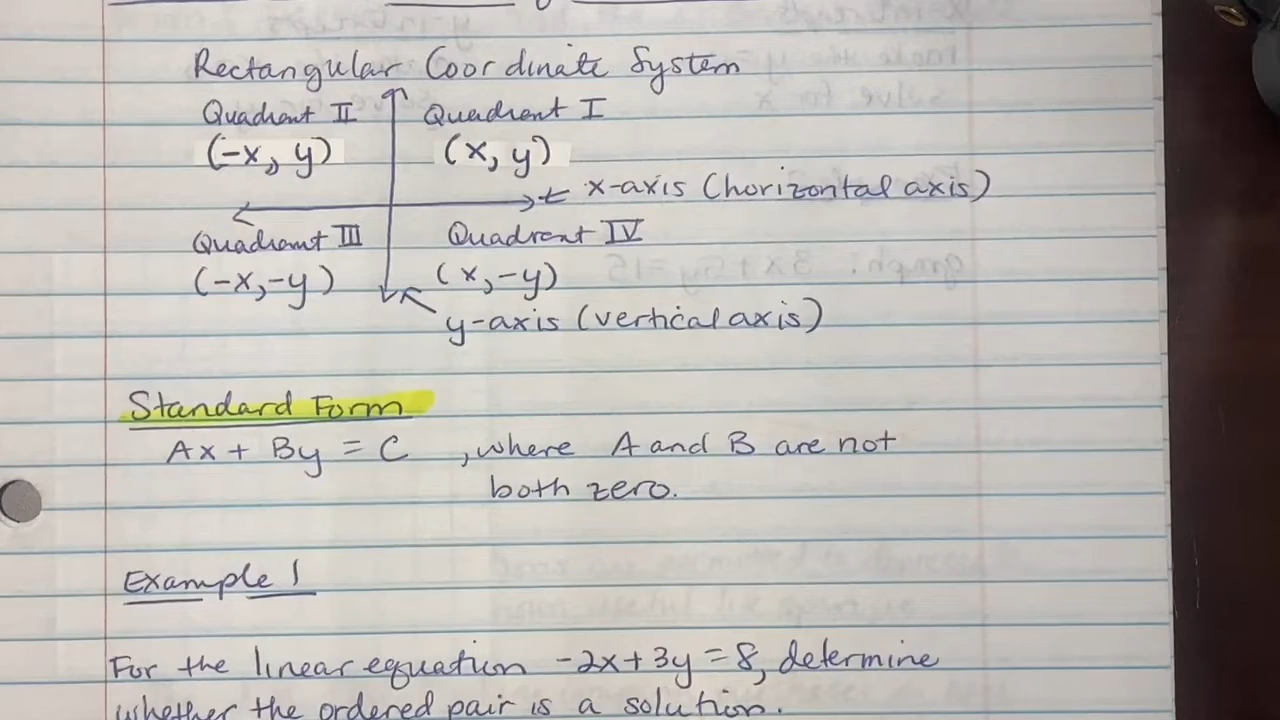 Rectangular Coordinate System
Quadrant II Quadrant I
(-x, y) (x, y)
x-axis (horizontal axis)
Quadrant III Quadrant IV
(-x,-y) (x,-y)
y-axis (vertical axis)
Standard Form
Ax + By = C , where A and B are not
both zero.
Example 1
For the linear equation -2x+3y=8, determine
whether the ordered pair is a solution.